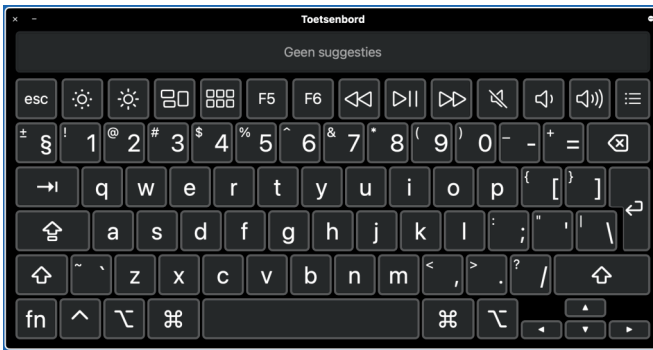 Toetsenbord
Geen suggesties
esc F5 F6
± § ! 1 @ 2 # 3 $ 4 % 5 ^ 6 & 7 * 8 ( 9 ) 0 _ - + =
q w e r t y u i o p { [ } ]
a s d f g h j k l : ; " ' | \
~ ` z x c v b n m < , > . ? /
fn ^ ⌥ ⌘ ⌘ ⌥